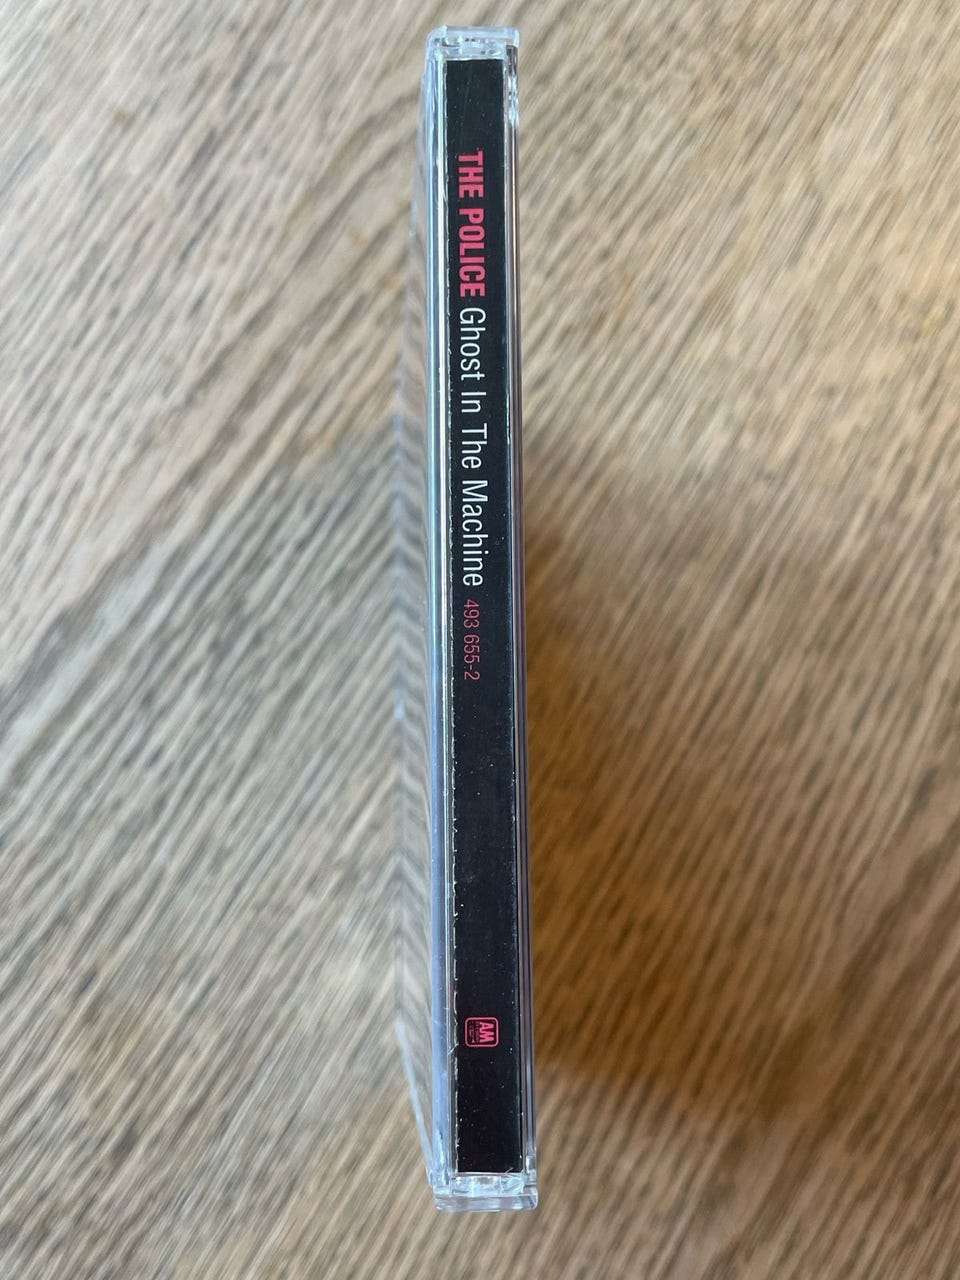 THE POLICE Ghost In The Machine 493 655-2
AM